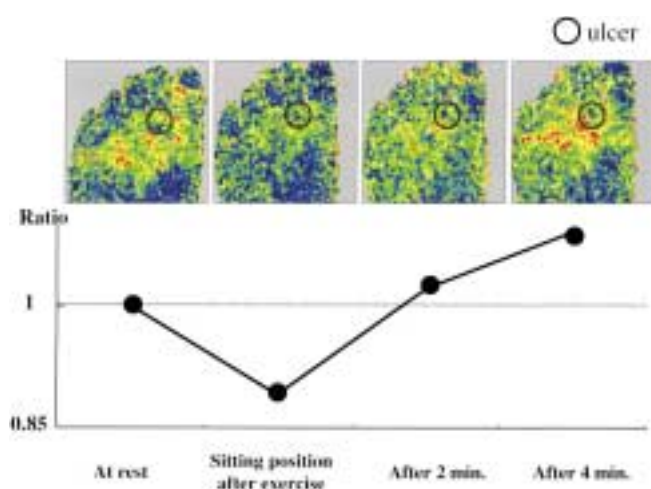 ulcer
Ratio
1
0.85
At rest
Sitting position
after exercise
After 2 min.
After 4 min.